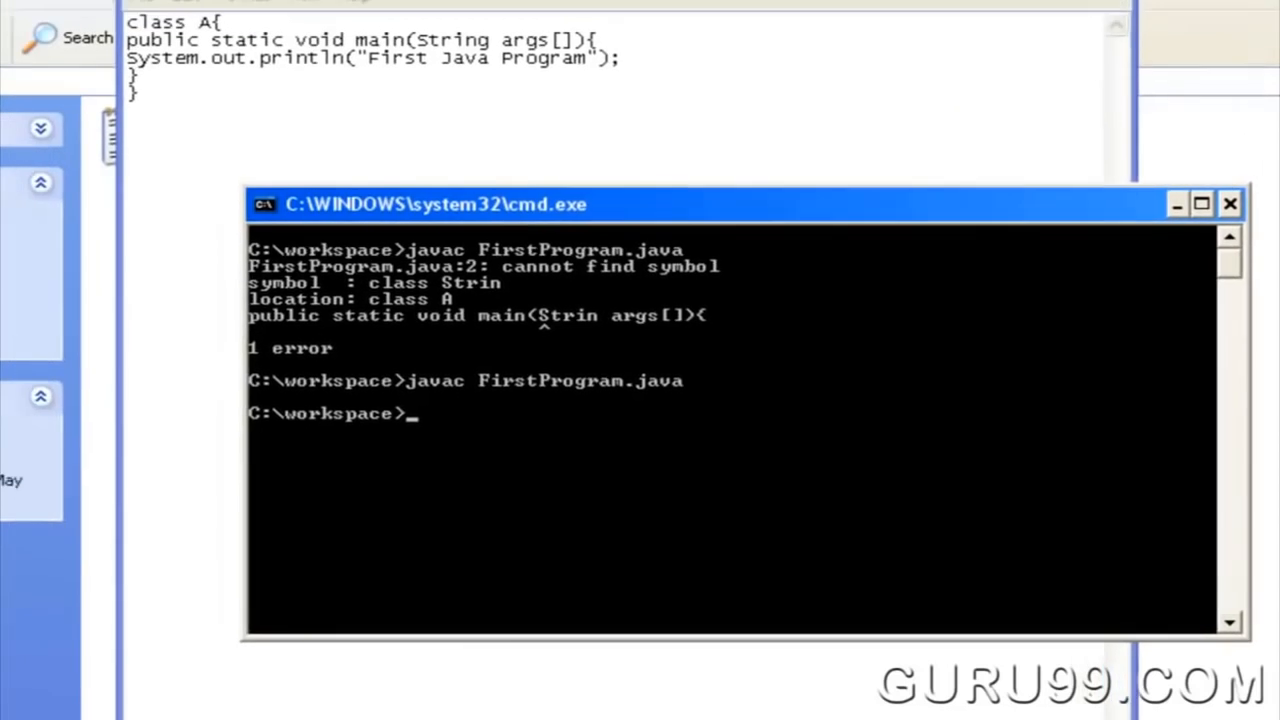 class A{
public static void main(String args[]){
System.out.println("First Java Program");
}
}
Search
C:\WINDOWS\system32\cmd.exe
C:\workspace>javac FirstProgram.java
FirstProgram.java:2: cannot find symbol
symbol  : class Strin
location: class A
public static void main(Strin args[]){
^
1 error
C:\workspace>javac FirstProgram.java
C:\workspace>_
May
GURU99.COM